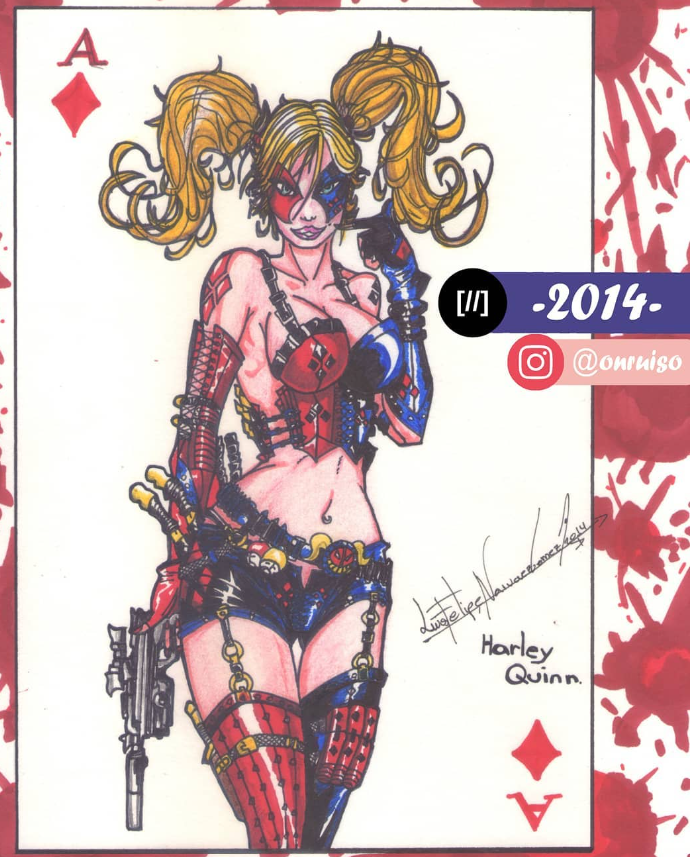 A
[//]
-2014-
@onruiso
Harley
Quinn.
A